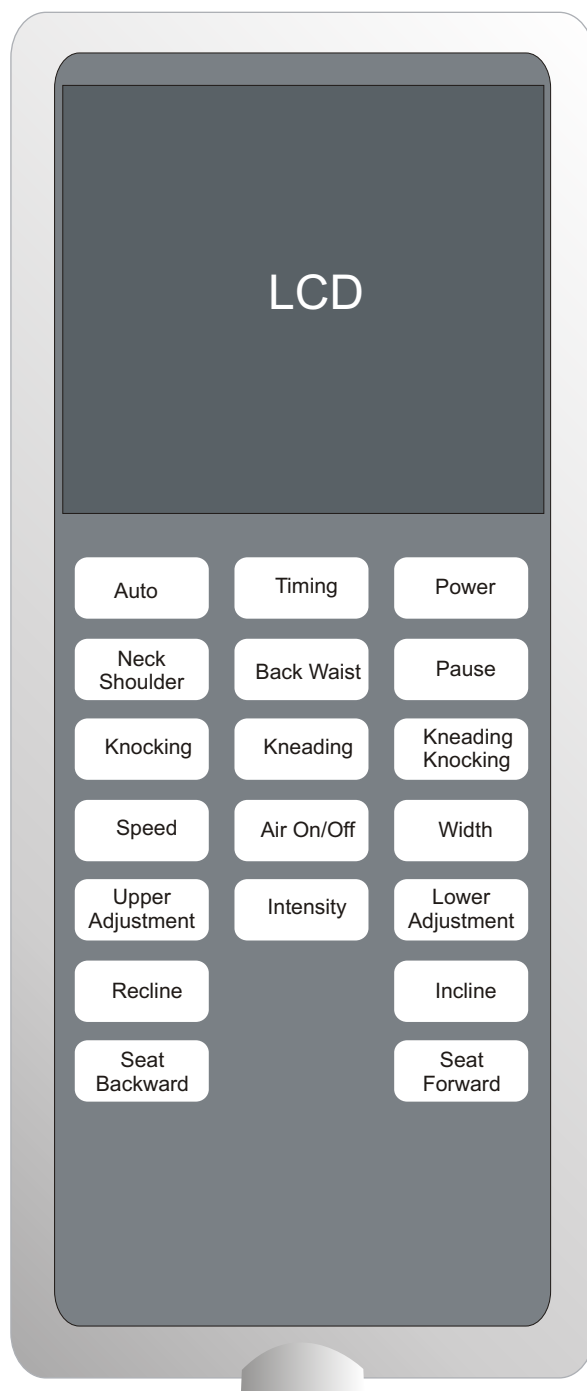 LCD
Auto
Timing
Power
Neck
Shoulder
Back Waist
Pause
Knocking
Kneading
Kneading
Knocking
Speed
Air On/Off
Width
Upper
Adjustment
Intensity
Lower
Adjustment
Recline
Incline
Seat
Backward
Seat
Forward